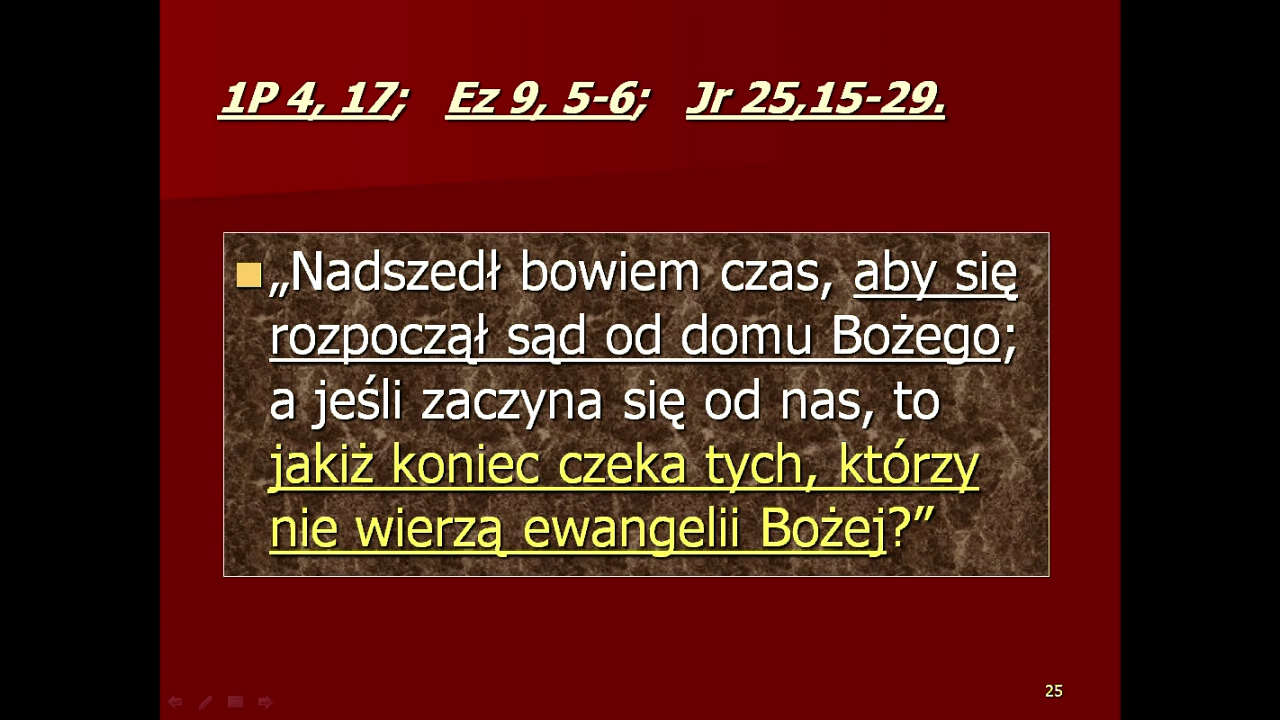 1P 4, 17; Ez 9, 5-6; Jr 25,15-29.
„Nadszedł bowiem czas, aby się
rozpoczął sąd od domu Bożego;
a jeśli zaczyna się od nas, to
jakiż koniec czeka tych, którzy
nie wierzą ewangelii Bożej?”
25